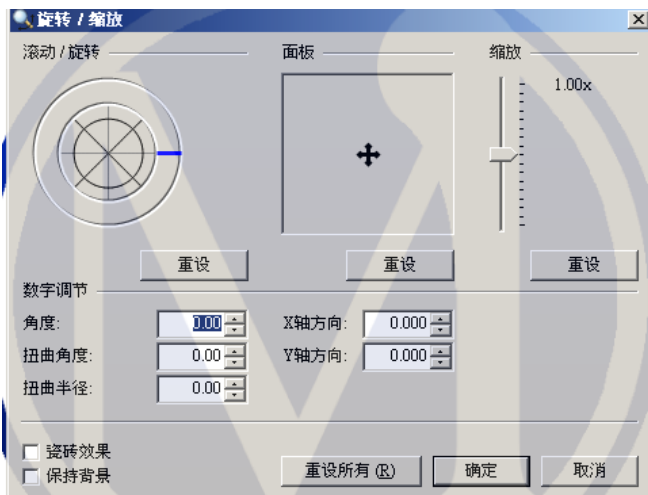 旋转 / 缩放
滚动 / 旋转 面板 缩放
1.00x
重设 重设 重设
数字调节
角度: 0.00 X轴方向: 0.000
扭曲角度: 0.00 Y轴方向: 0.000
扭曲半径: 0.00
瓷砖效果
保持背景
重设所有 (R) 确定 取消